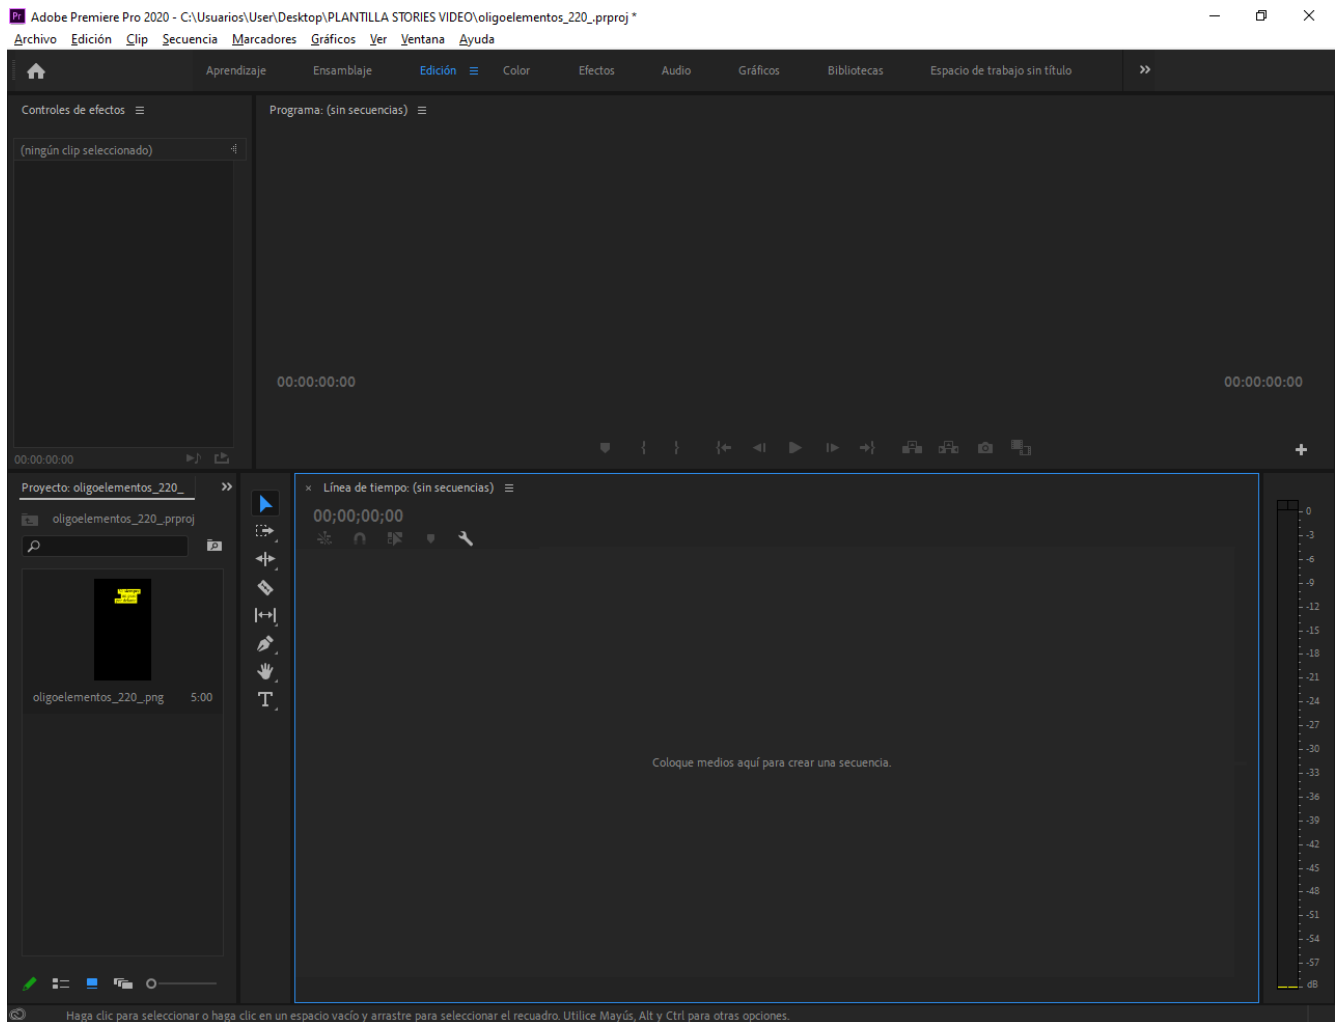 Pr Adobe Premiere Pro 2020 - C:\Usuarios\User\Desktop\PLANTILLA STORIES VIDEO\oligoelementos_220_.prproj *
Archivo Edición Clip Secuencia Marcadores Gráficos Ver Ventana Ayuda
Aprendizaje Ensamblaje Edición Color Efectos Audio Gráficos Bibliotecas Espacio de trabajo sin título
Controles de efectos
Programa: (sin secuencias)
(ningún clip seleccionado)
00:00:00:00 00:00:00:00
00:00:00:00
Proyecto: oligoelementos_220_
oligoelementos_220_.prproj
oligoelementos_220_.png 5:00
× Línea de tiempo: (sin secuencias)
00;00;00;00
T
Coloque medios aquí para crear una secuencia.
0
-3
-6
-9
-12
-15
-18
-21
-24
-27
-30
-33
-36
-39
-42
-45
-48
-51
-54
-57
dB
Haga clic para seleccionar o haga clic en un espacio vacío y arrastre para seleccionar el recuadro. Utilice Mayús, Alt y Ctrl para otras opciones.